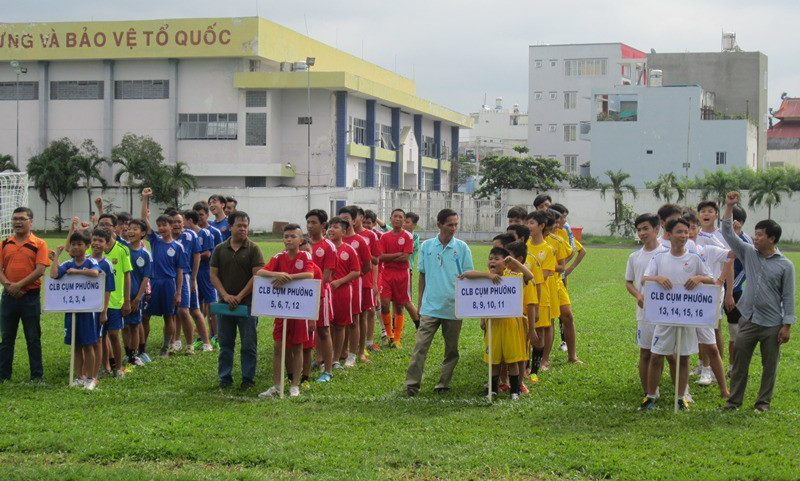 ỰNG VÀ BẢO VỆ TỔ QUỐC
CLB CỤM PHƯỜNG
1, 2, 3, 4
CLB CỤM PHƯỜNG
5, 6, 7, 12
CLB CỤM PHƯỜNG
8, 9, 10, 11
CLB CỤM PHƯỜNG
13, 14, 15, 16